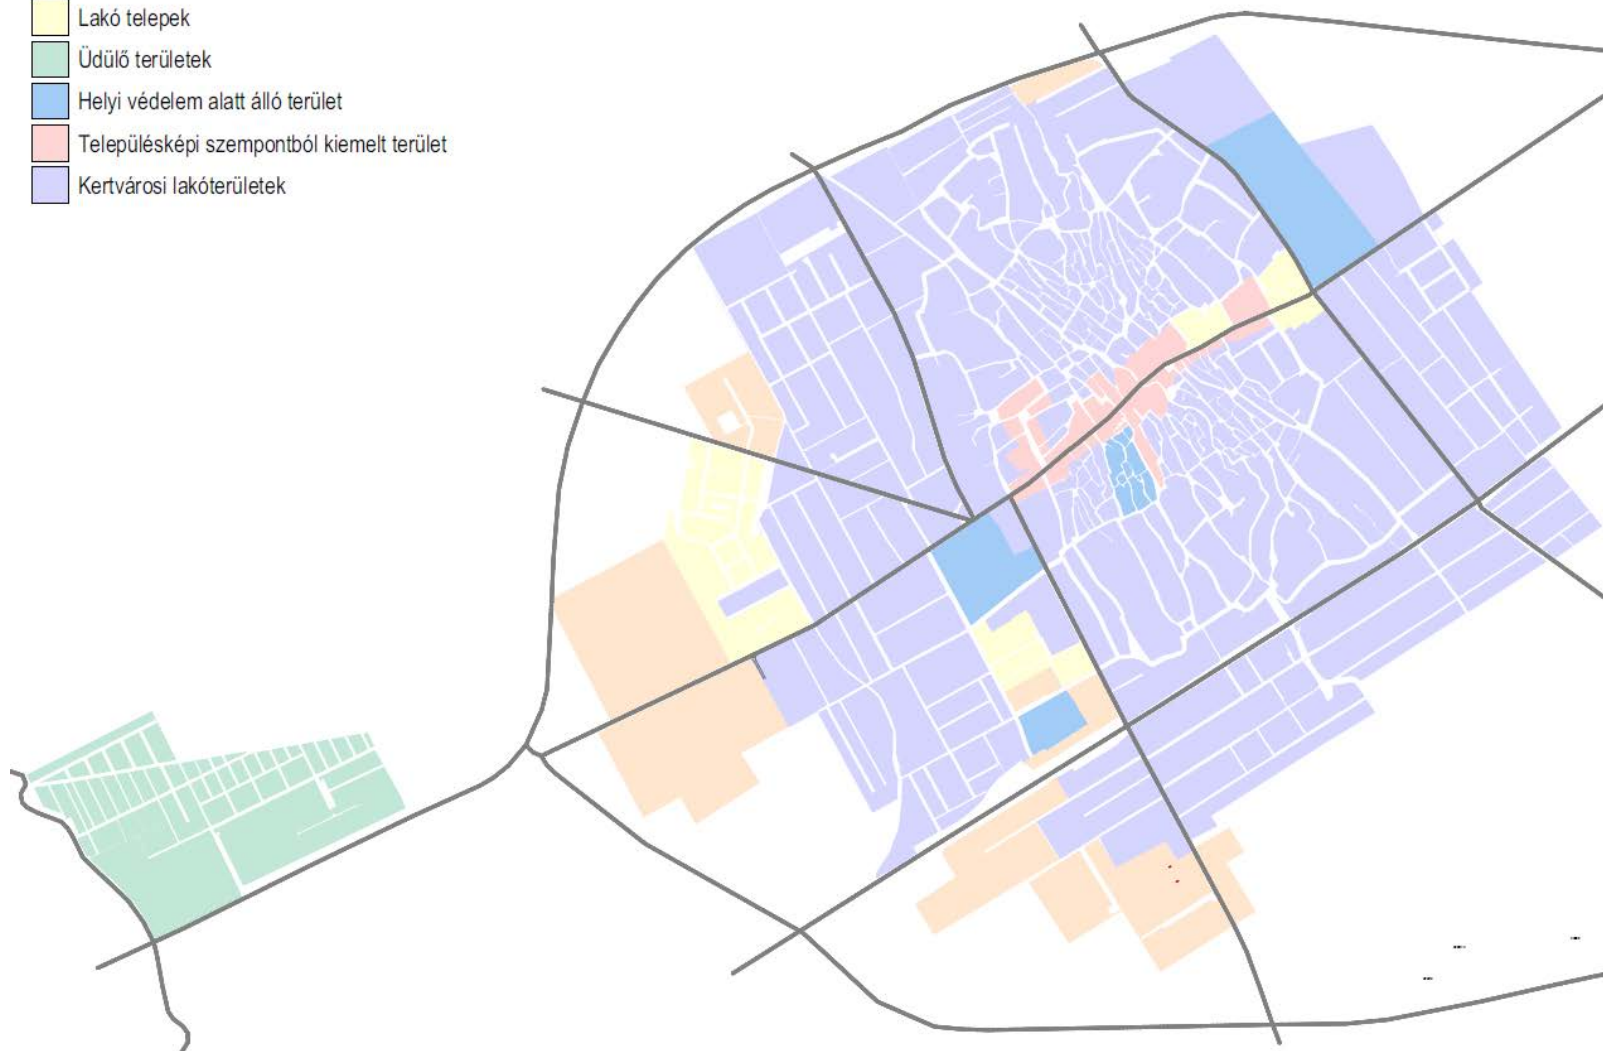 Lakó telepek
Üdülő területek
Helyi védelem alatt álló terület
Településképi szempontból kiemelt terület
Kertvárosi lakóterületek